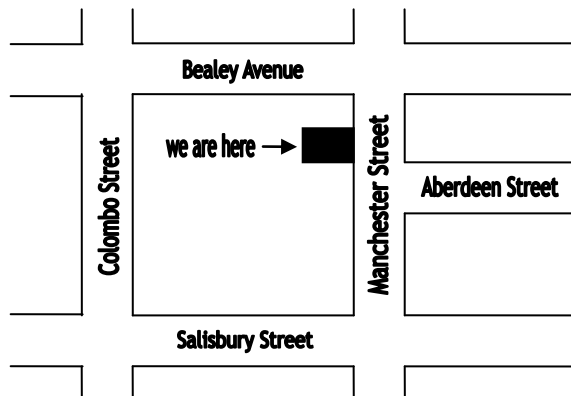 Bealey Avenue
we are here
Colombo Street
Manchester Street
Aberdeen Street
Salisbury Street